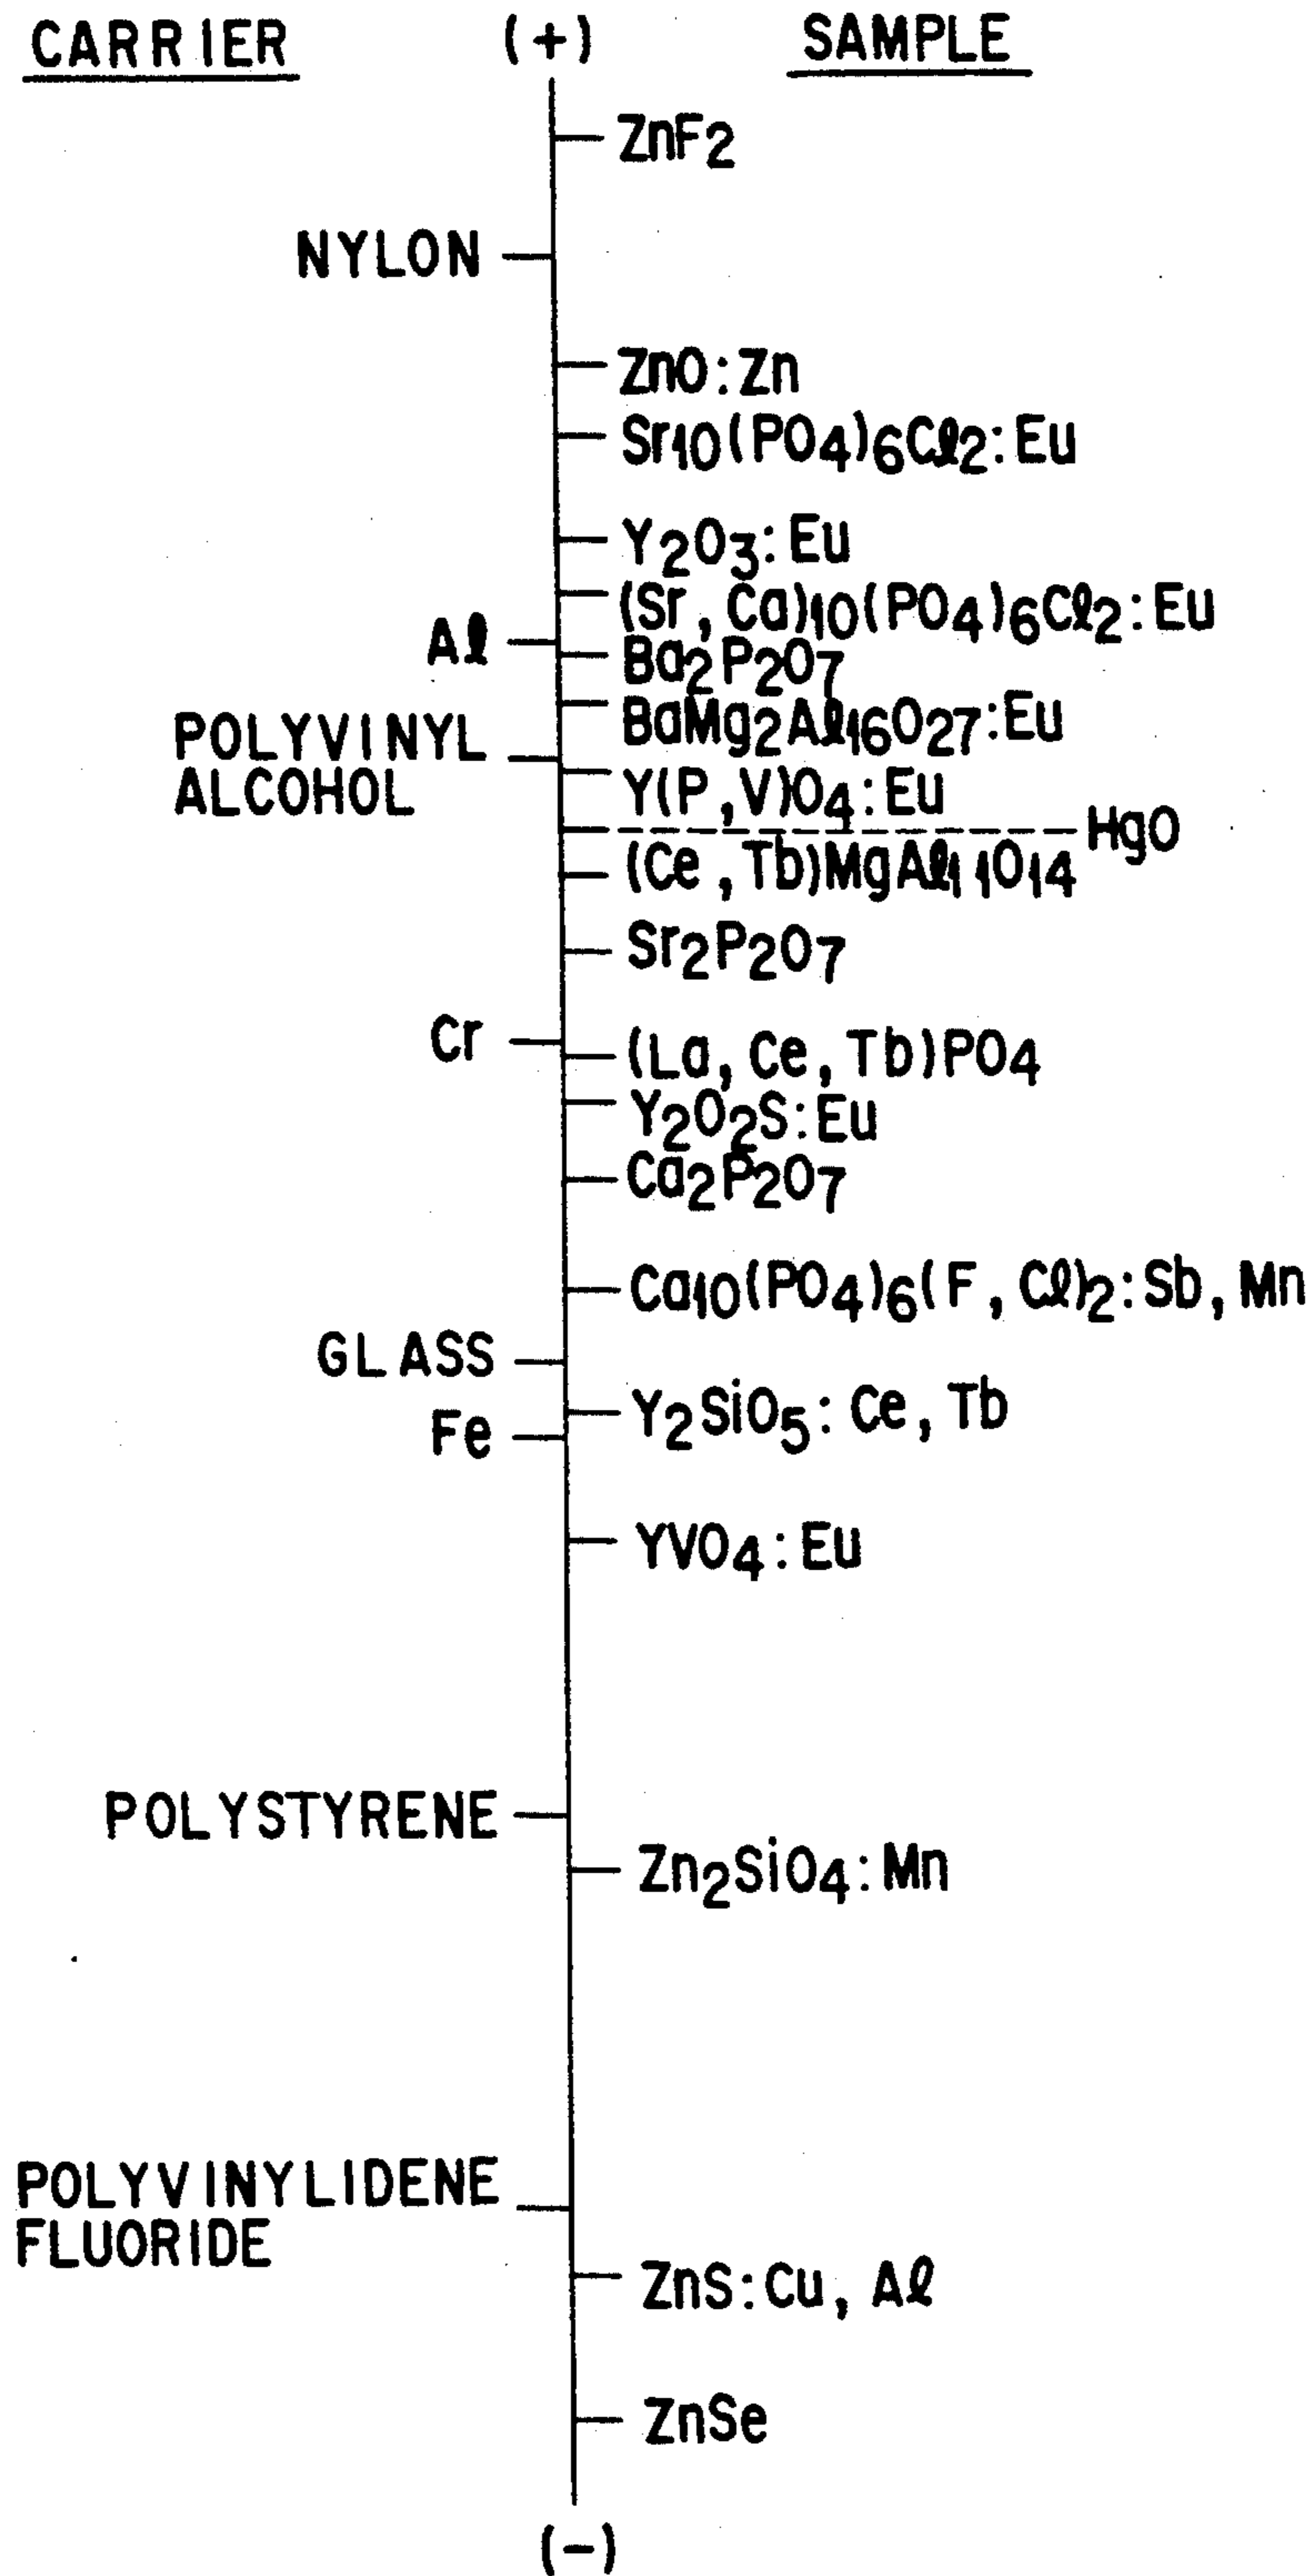 CARRIER (+) SAMPLE
ZnF2
NYLON
ZnO:Zn
Sr10(PO4)6Cl2:Eu
Y2O3:Eu
(Sr,Ca)10(PO4)6Cl2:Eu
Al
Ba2P2O7
BaMg2Al16O27:Eu
POLYVINYL
ALCOHOL
Y(P,V)O4:Eu
HgO
(Ce,Tb)MgAl11O14
Sr2P2O7
Cr
(La,Ce,Tb)PO4
Y2O2S:Eu
Ca2P2O7
Ca10(PO4)6(F,Cl)2:Sb,Mn
GLASS
Y2SiO5:Ce,Tb
Fe
YVO4:Eu
POLYSTYRENE
Zn2SiO4:Mn
POLYVINYLIDENE
FLUORIDE
ZnS:Cu,Al
ZnSe
(-)